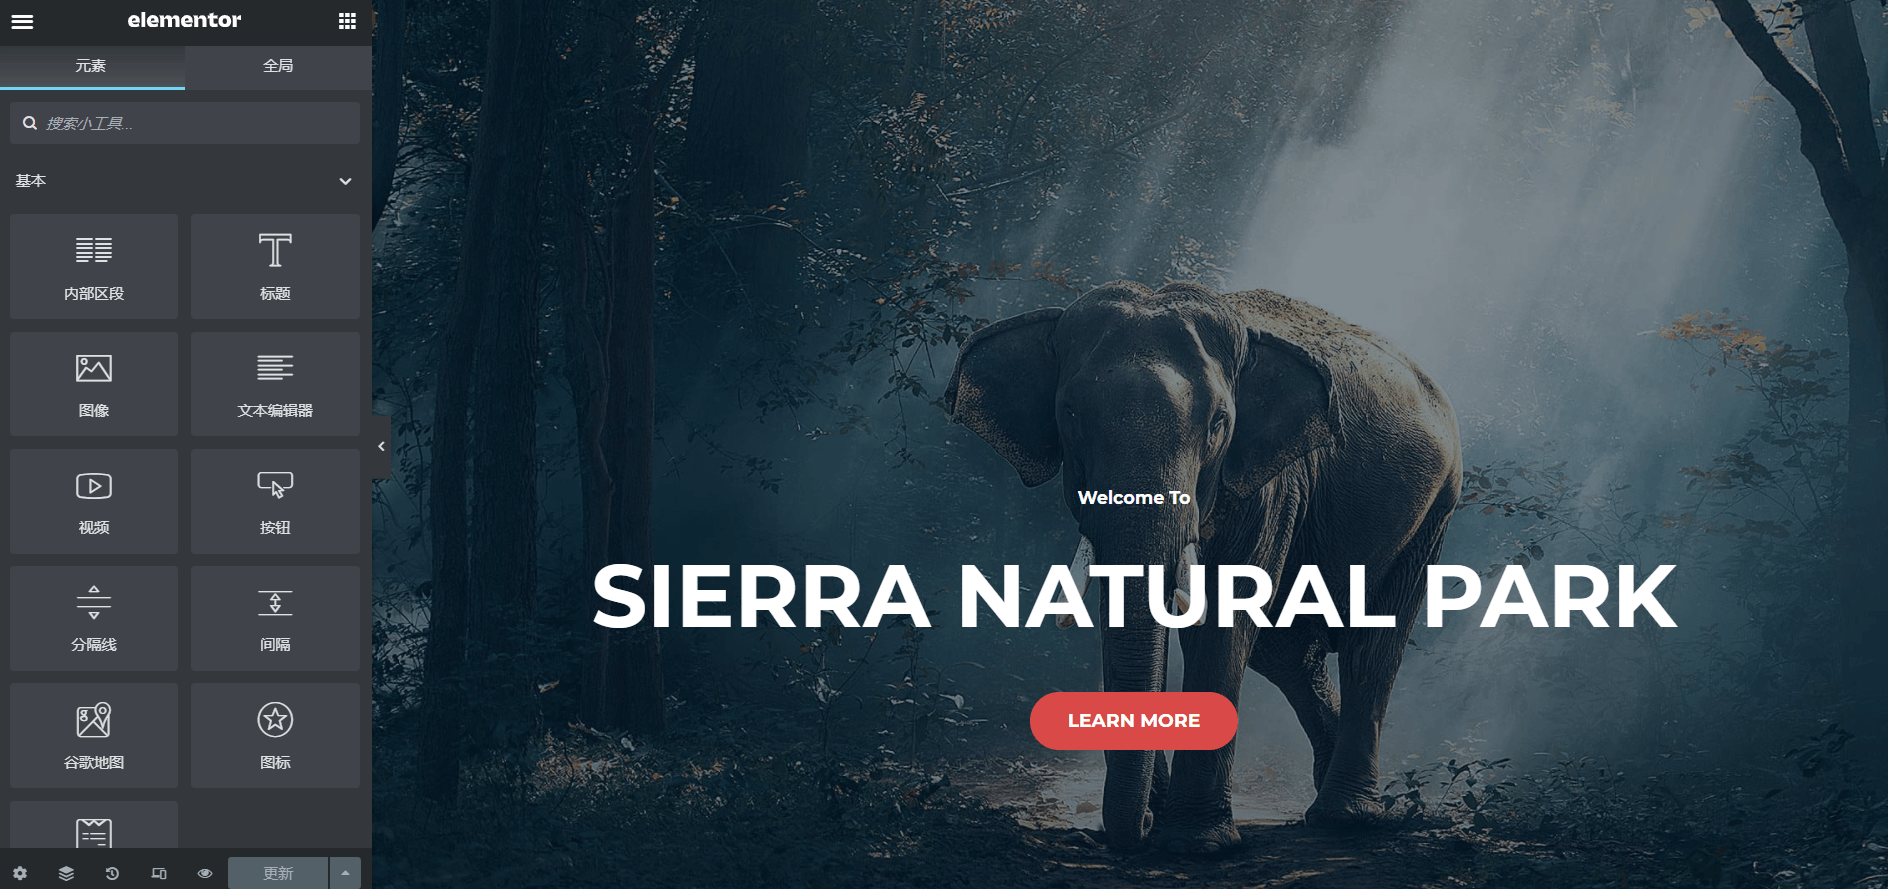 elementor
元素
全局
搜索小工具...
基本
内部区段
标题
图像
文本编辑器
视频
按钮
分隔线
间隔
谷歌地图
图标
更新
Welcome To
SIERRA NATURAL PARK
LEARN MORE